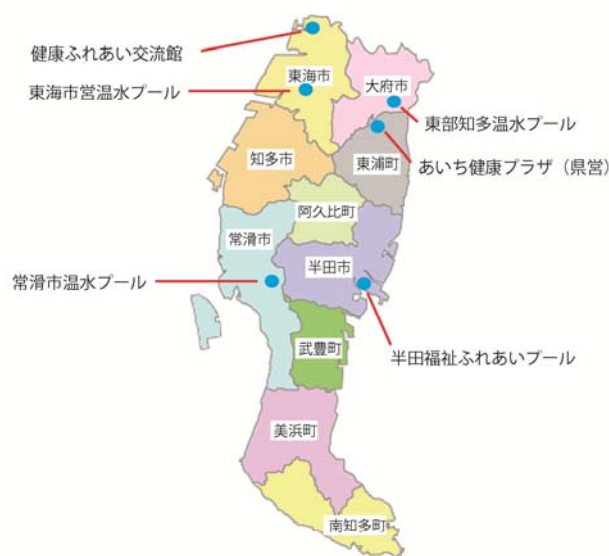 健康ふれあい交流館
東海市
大府市
東海市営温水プール
東部知多温水プール
知多市
東浦町
あいち健康プラザ（県営）
阿久比町
常滑市
半田市
常滑市温水プール
武豊町
半田福祉ふれあいプール
美浜町
南知多町